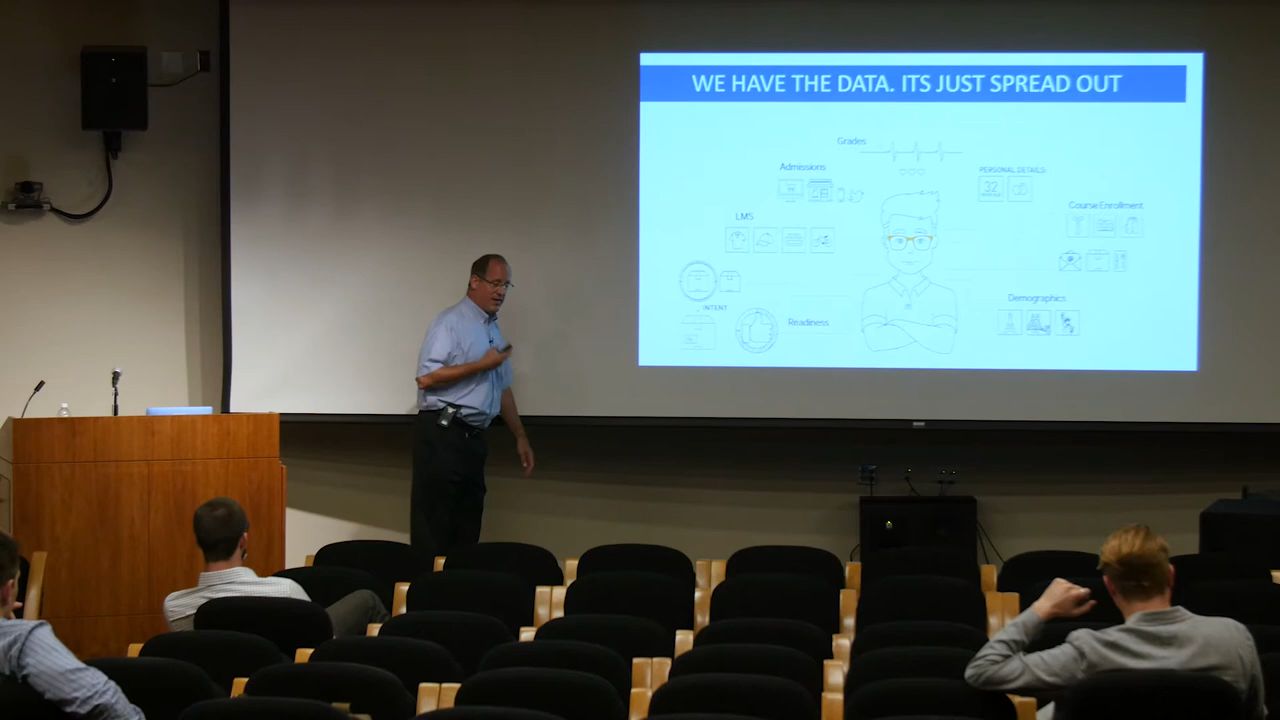 WE HAVE THE DATA. ITS JUST SPREAD OUT
Grades
Admissions
PERSONAL DETAILS
32
LMS
Course Enrollment
INTENT
Readiness
Demographics